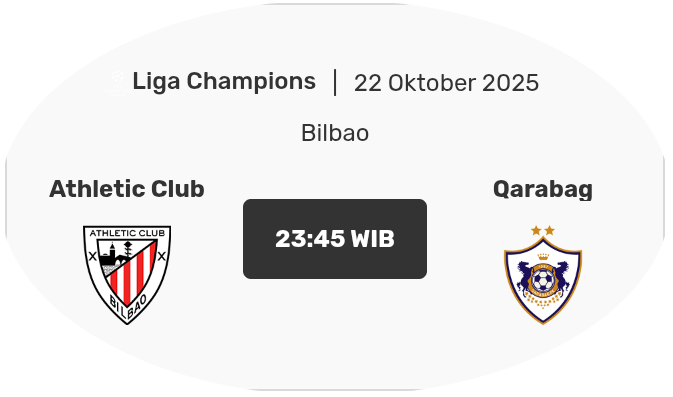 Liga Champions | 22 Oktober 2025
Bilbao
Athletic Club
Qarabag
ATHLETIC CLUB
BILBAO
23:45 WIB